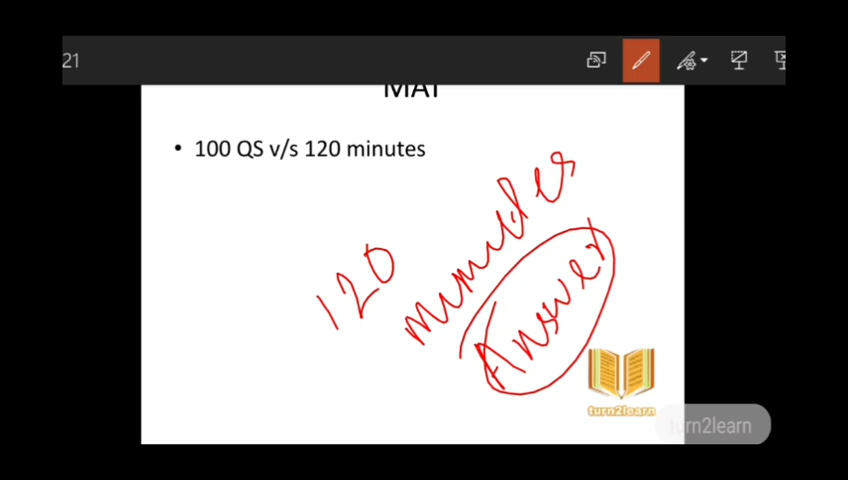 21
MAT
• 100 QS v/s 120 minutes
120
minutes
Answer
turn2learn
turn2learn